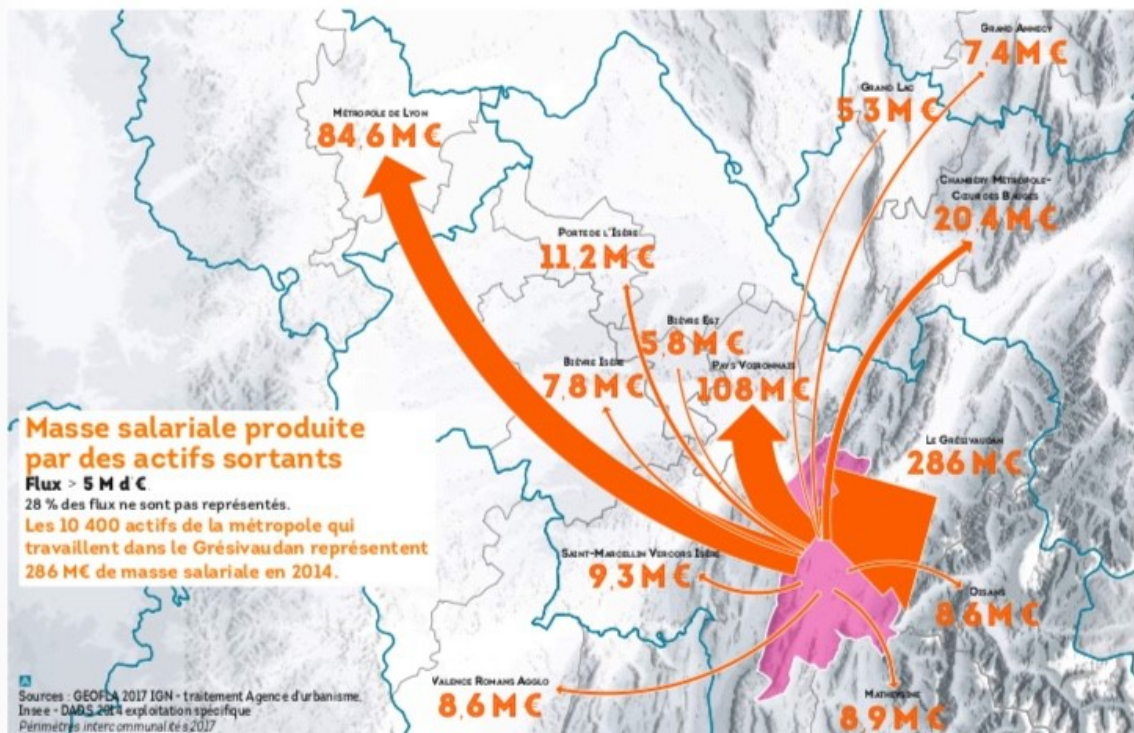 GRAND ANNECY
7,4 M €
GRAND LAC
5,3 M €
MÉTROPOLE DE LYON
84,6 M €
CHAMBÉRY MÉTROPOLE-
CŒUR DES BAUGES
20,4 M €
PORTE DE L'ISÈRE
11,2 M €
BIÈVRE EST
5,8 M €
BIÈVRE ISÈRE
7,8 M €
PAYS VOIRONNAIS
108 M €
LE GRÉSIVAUDAN
286 M €
Masse salariale produite
par des actifs sortants
Flux > 5 M d'€.
28 % des flux ne sont pas représentés.
Les 10 400 actifs de la métropole qui
travaillent dans le Grésivaudan représentent
286 M€ de masse salariale en 2014.
SAINT-MARCELLIN VERCORS ISÈRE
9,3 M €
OISANS
8,6 M €
VALENCE ROMANS AGGLO
8,6 M €
MATHEYSINE
8,9 M €
Sources : GEOFLA 2017 IGN - traitement Agence d'urbanisme,
Insee - DADS 2014 exploitation spécifique
Périmètres intercommunalités 2017